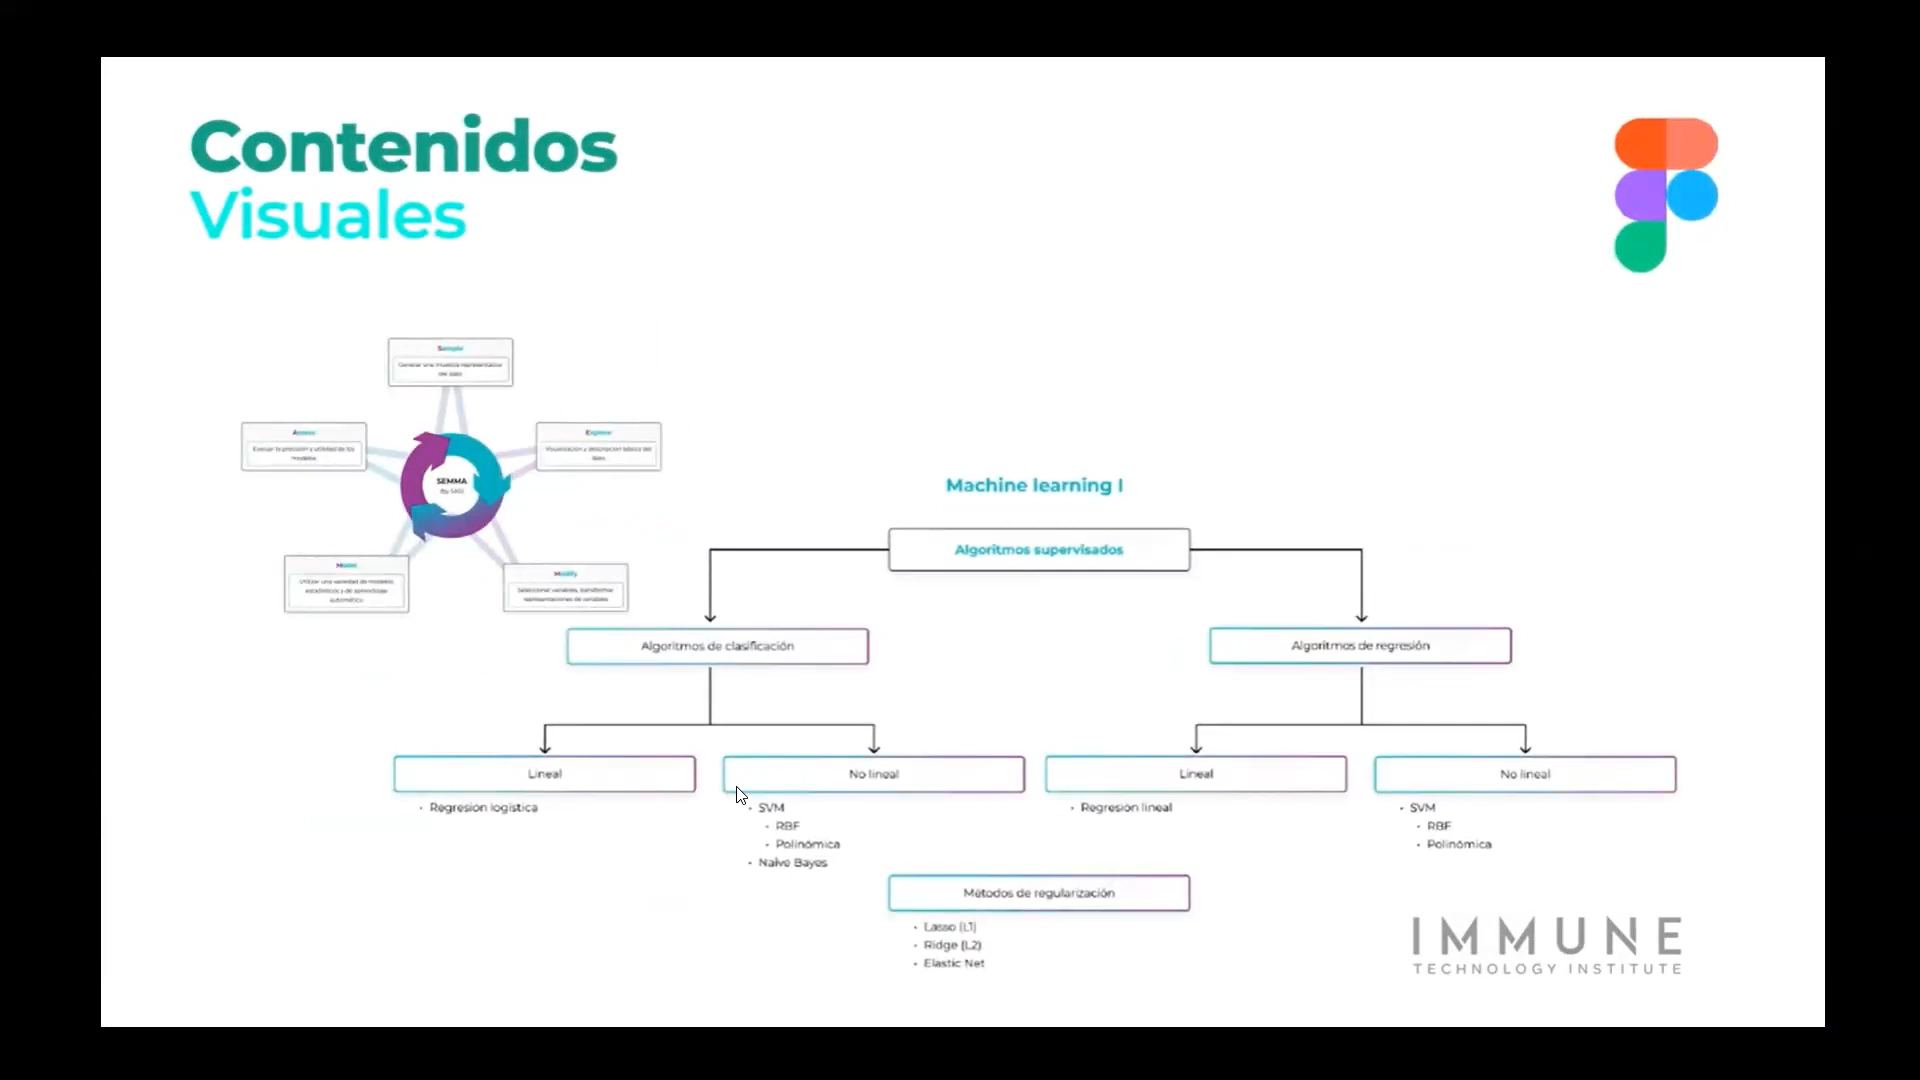 Contenidos
Visuales
Sample
Generar una muestra representativa
del dato
Assess
Evaluar la precisión y utilidad de los
modelos
Explore
Visualización y descripción básica del
dato
SEMMA
By SAS
Model
Utilizar una variedad de modelos
estadísticos y de aprendizaje
automático
Modify
Seleccionar variables, transformar
representaciones de variables
Machine learning I
Algoritmos supervisados
Algoritmos de clasificación
Algoritmos de regresión
Lineal
No lineal
Lineal
No lineal
• Regresión logística
• SVM
• RBF
• Polinómica
• Naïve Bayes
• Regresión lineal
• SVM
• RBF
• Polinómica
Métodos de regularización
• Lasso (L1)
• Ridge (L2)
• Elastic Net
IMMUNE
TECHNOLOGY INSTITUTE